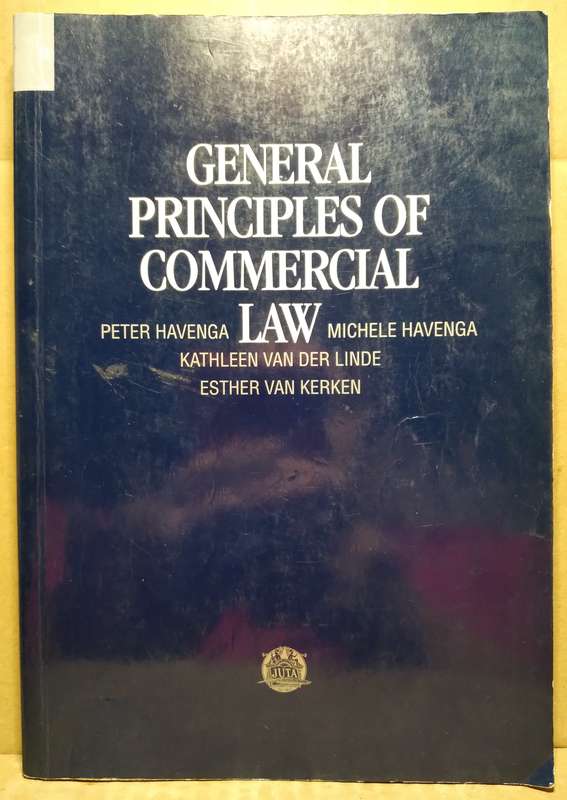 GENERAL
PRINCIPLES OF
COMMERCIAL
PETER HAVENGA LAW MICHELE HAVENGA
KATHLEEN VAN DER LINDE
ESTHER VAN KERKEN
JUTA